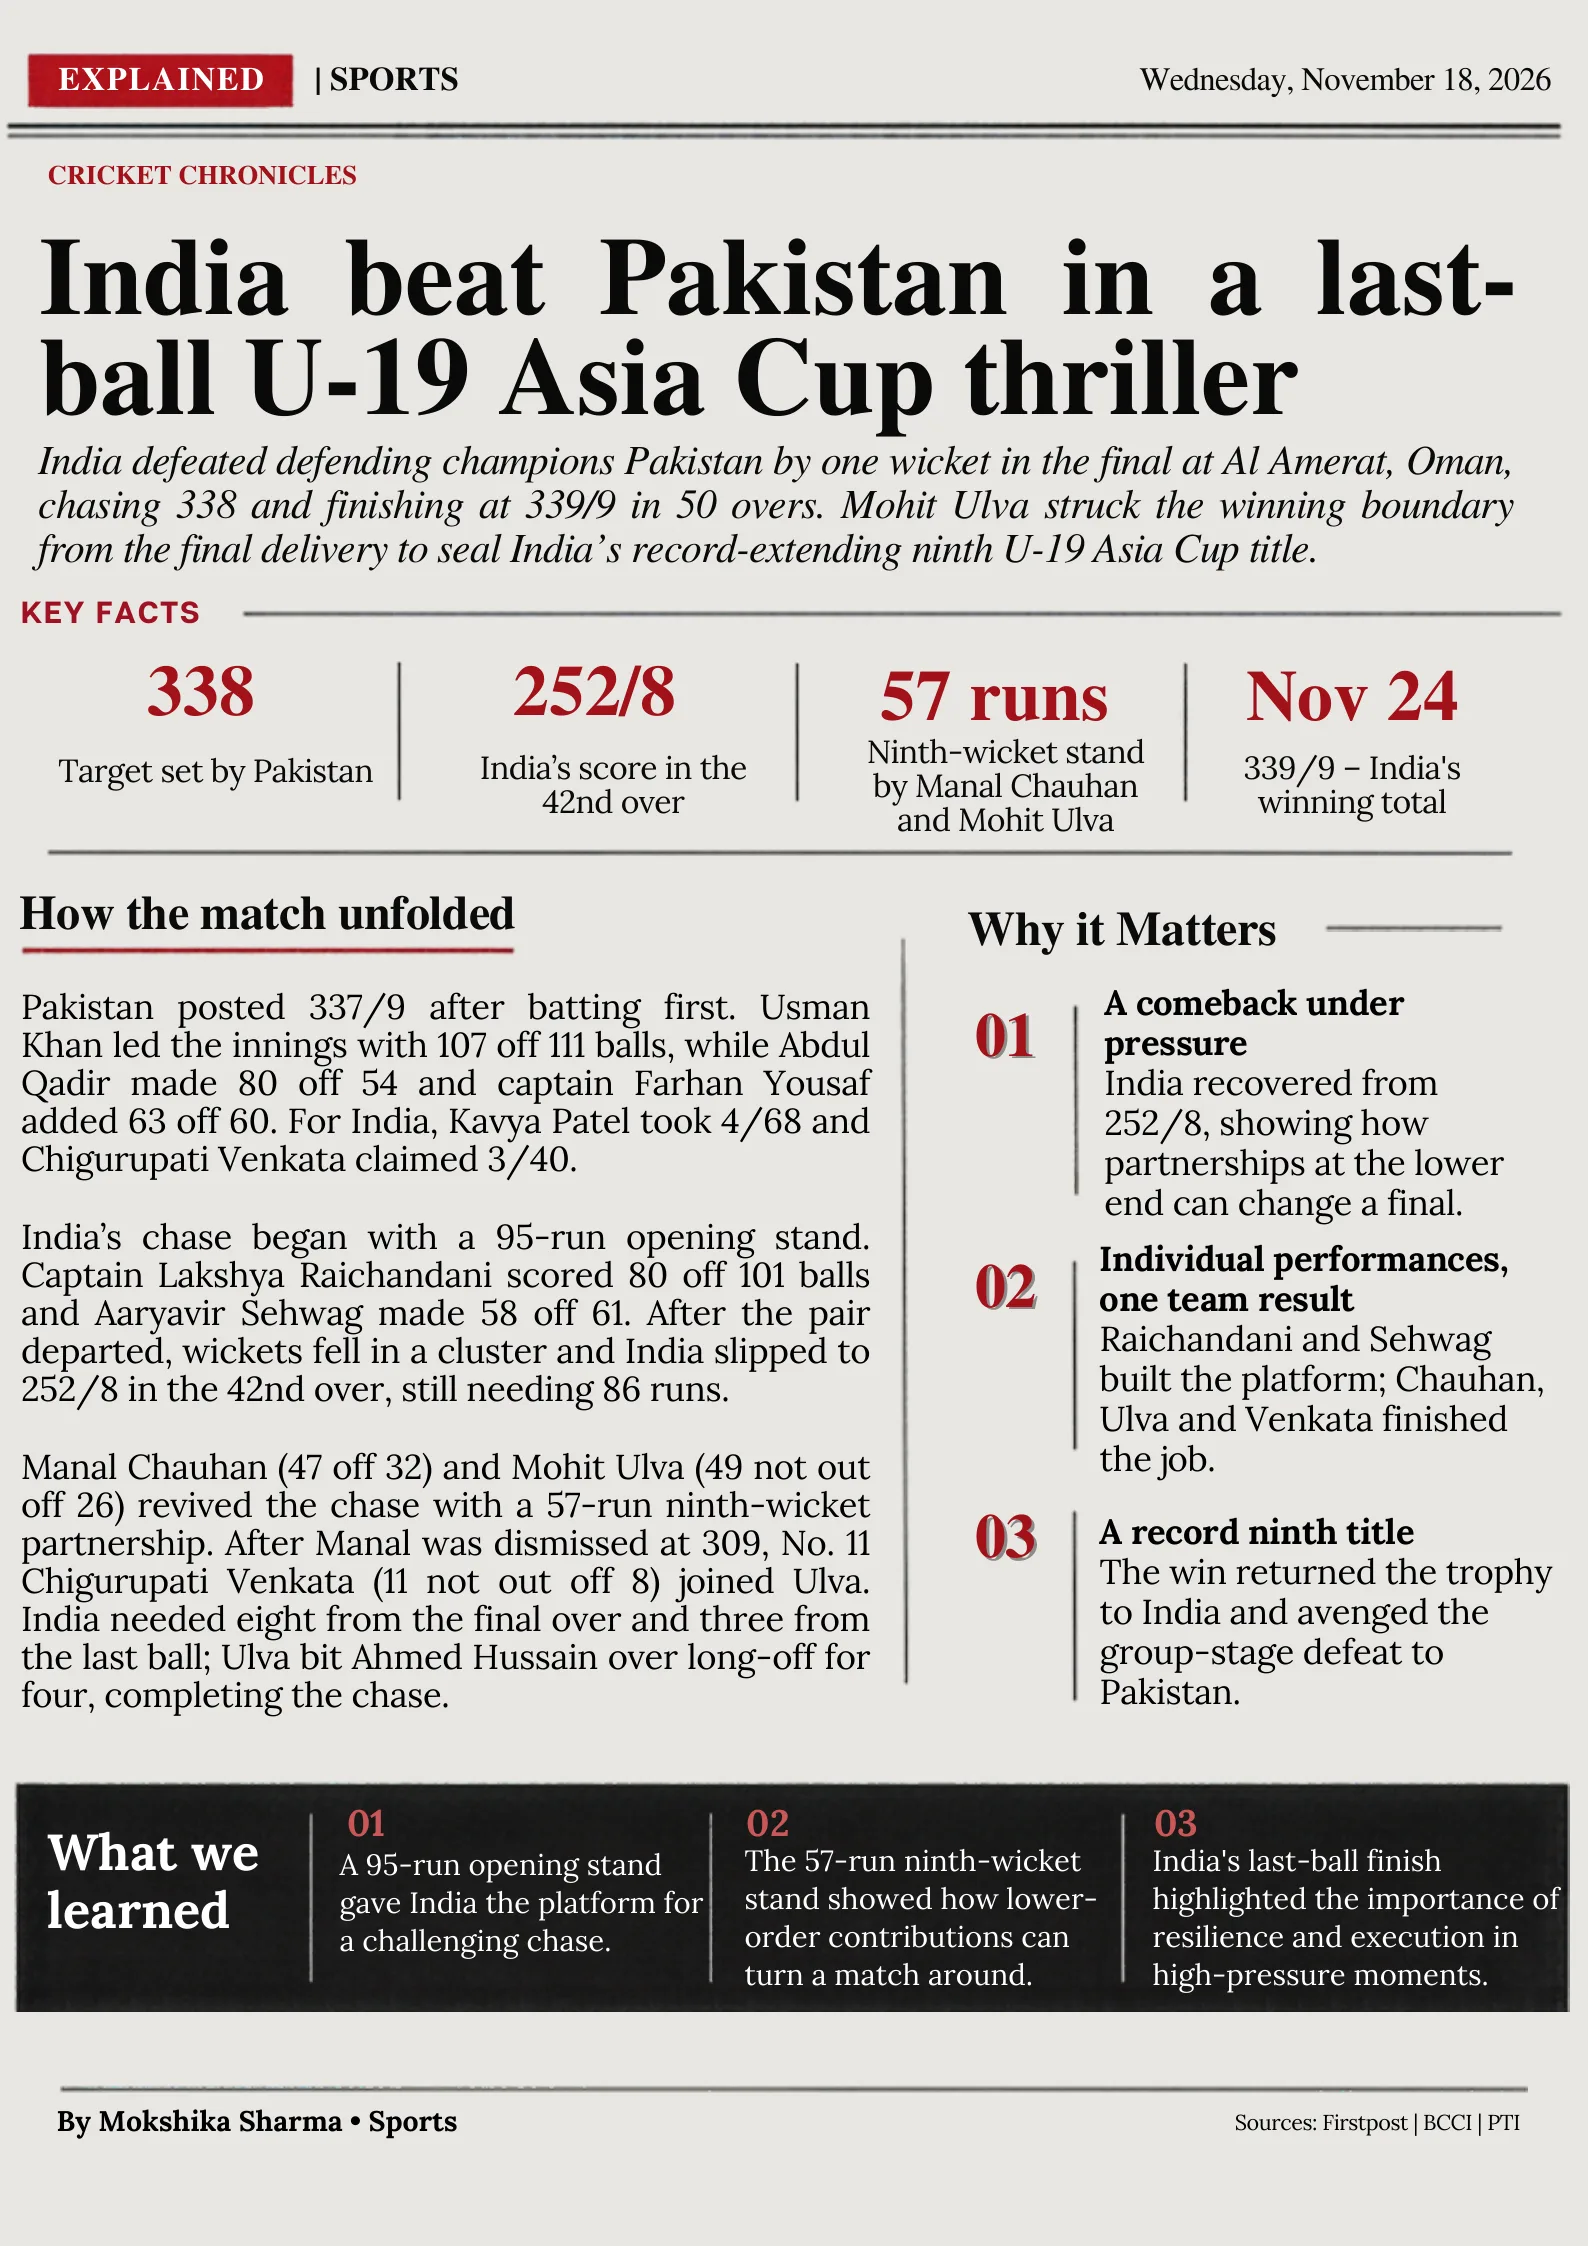 EXPLAINED
| SPORTS
Wednesday, November 18, 2026
CRICKET CHRONICLES
India beat Pakistan in a last-
ball U-19 Asia Cup thriller
India defeated defending champions Pakistan by one wicket in the final at Al Amerat, Oman,
chasing 338 and finishing at 339/9 in 50 overs. Mohit Ulva struck the winning boundary
from the final delivery to seal India’s record-extending ninth U-19 Asia Cup title.
KEY FACTS
338
Target set by Pakistan
252/8
India’s score in the
42nd over
57 runs
Ninth-wicket stand
by Manal Chauhan
and Mohit Ulva
Nov 24
339/9 – India's
winning total
How the match unfolded
Pakistan posted 337/9 after batting first. Usman
Khan led the innings with 107 off 111 balls, while Abdul
Qadir made 80 off 54 and captain Farhan Yousaf
added 63 off 60. For India, Kavya Patel took 4/68 and
Chigurupati Venkata claimed 3/40.
India’s chase began with a 95-run opening stand.
Captain Lakshya Raichandani scored 80 off 101 balls
and Aaryavir Sehwag made 58 off 61. After the pair
departed, wickets fell in a cluster and India slipped to
252/8 in the 42nd over, still needing 86 runs.
Manal Chauhan (47 off 32) and Mohit Ulva (49 not out
off 26) revived the chase with a 57-run ninth-wicket
partnership. After Manal was dismissed at 309, No. 11
Chigurupati Venkata (11 not out off 8) joined Ulva.
India needed eight from the final over and three from
the last ball; Ulva bit Ahmed Hussain over long-off for
four, completing the chase.
Why it Matters
01
A comeback under
pressure
India recovered from
252/8, showing how
partnerships at the lower
end can change a final.
02
Individual performances,
one team result
Raichandani and Sehwag
built the platform; Chauhan,
Ulva and Venkata finished
the job.
03
A record ninth title
The win returned the trophy
to India and avenged the
group-stage defeat to
Pakistan.
What we
learned
01
A 95-run opening stand
gave India the platform for
a challenging chase.
02
The 57-run ninth-wicket
stand showed how lower-
order contributions can
turn a match around.
03
India's last-ball finish
highlighted the importance of
resilience and execution in
high-pressure moments.
By Mokshika Sharma • Sports
Sources: Firstpost | BCCI | PTI